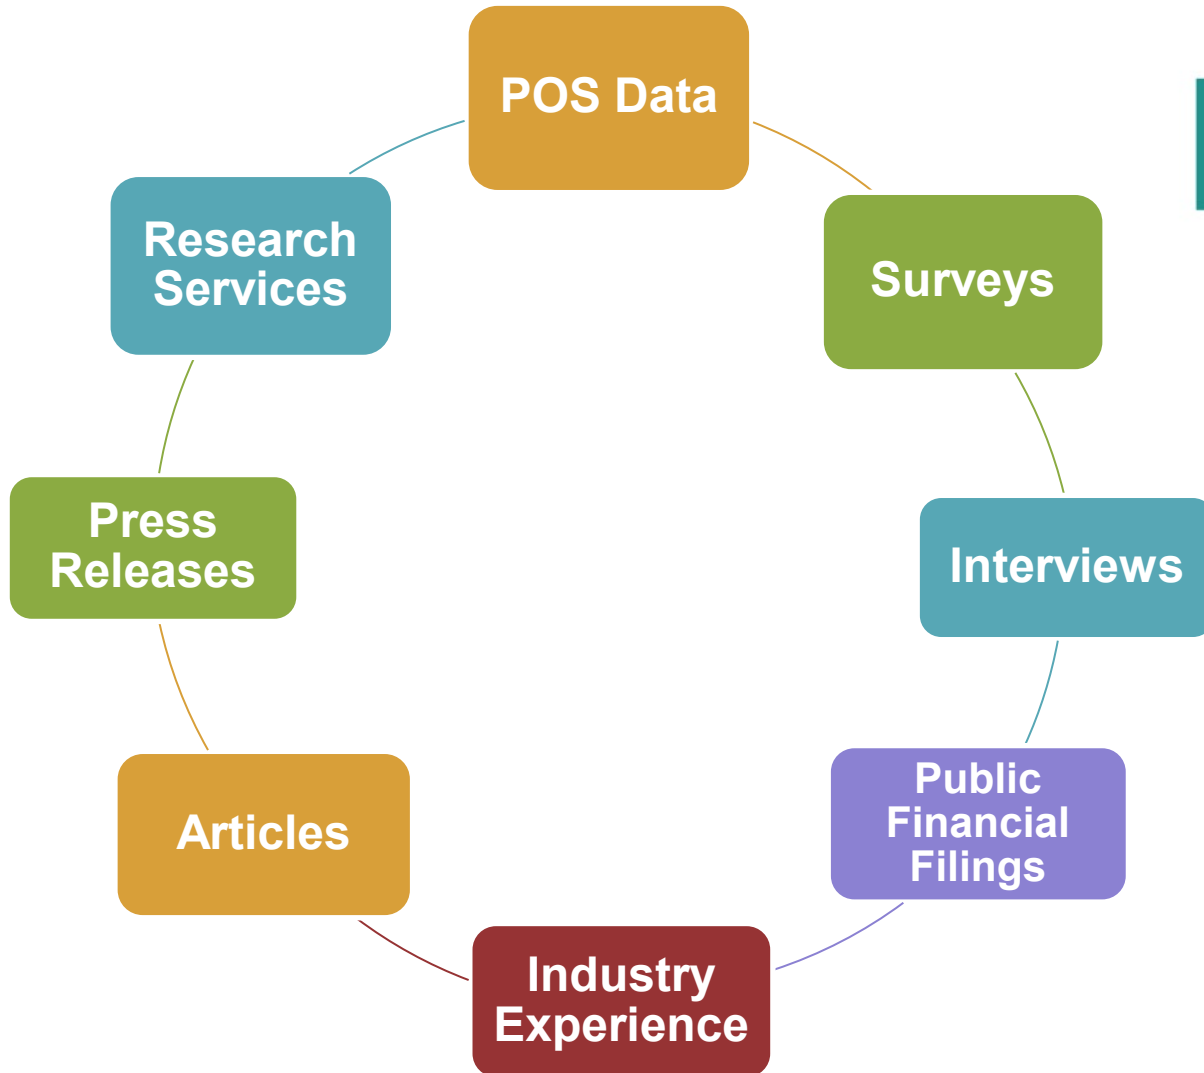 POS Data
Research
Services
Surveys
Press
Releases
Interviews
Articles
Public
Financial
Filings
Industry
Experience